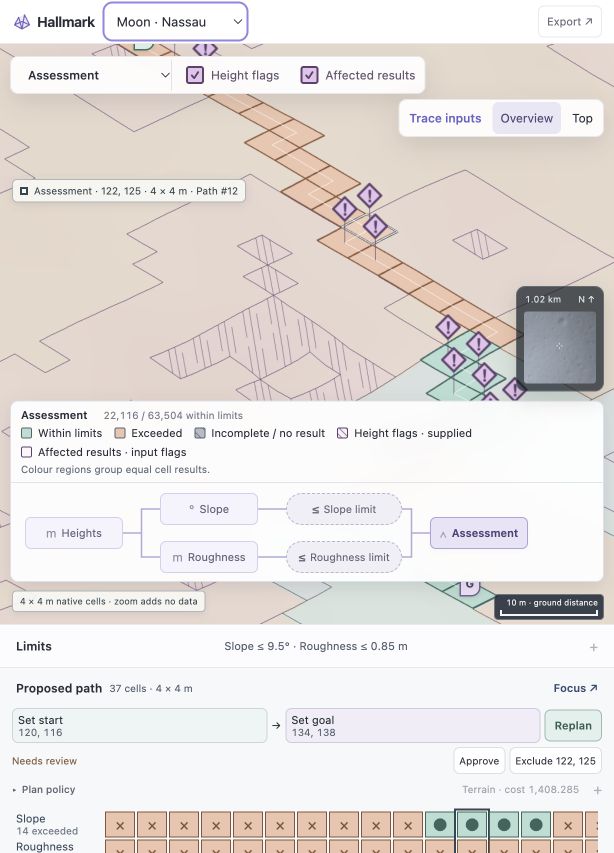 Hallmark
Moon · Nassau
Export ↗
Assessment
Height flags
Affected results
Trace inputs
Overview
Top
Assessment · 122, 125 · 4 × 4 m · Path #12
1.02 km
N ↑
Assessment 22,116 / 63,504 within limits
Within limits
Exceeded
Incomplete / no result
Height flags · supplied
Affected results · input flags
Colour regions group equal cell results.
m Heights
° Slope
≤ Slope limit
m Roughness
≤ Roughness limit
∧ Assessment
G
4 × 4 m native cells · zoom adds no data
10 m · ground distance
Limits
Slope ≤ 9.5° · Roughness ≤ 0.85 m
+
Proposed path 37 cells · 4 × 4 m
Focus ↗
Set start
120, 116
→
Set goal
134, 138
Replan
Needs review
Approve
Exclude 122, 125
▸ Plan policy
Terrain · cost 1,408.285 +
Slope
14 exceeded
Roughness